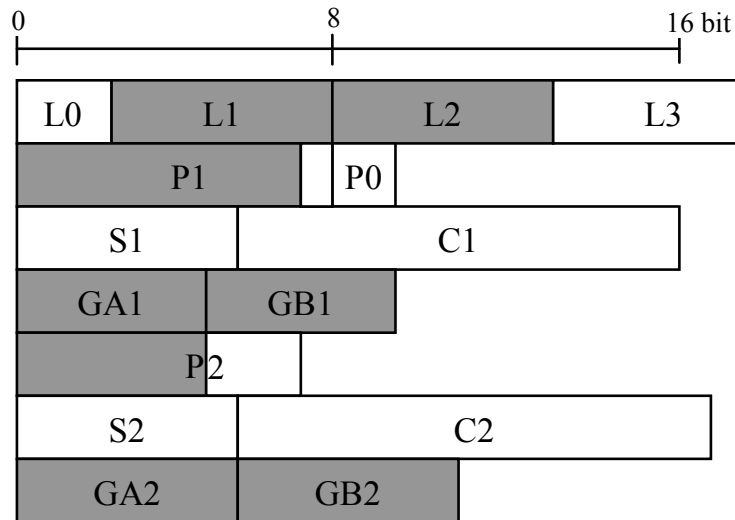 0 8 16 bit
L0 L1 L2 L3
P1 P0
S1 C1
GA1 GB1
P2
S2 C2
GA2 GB2